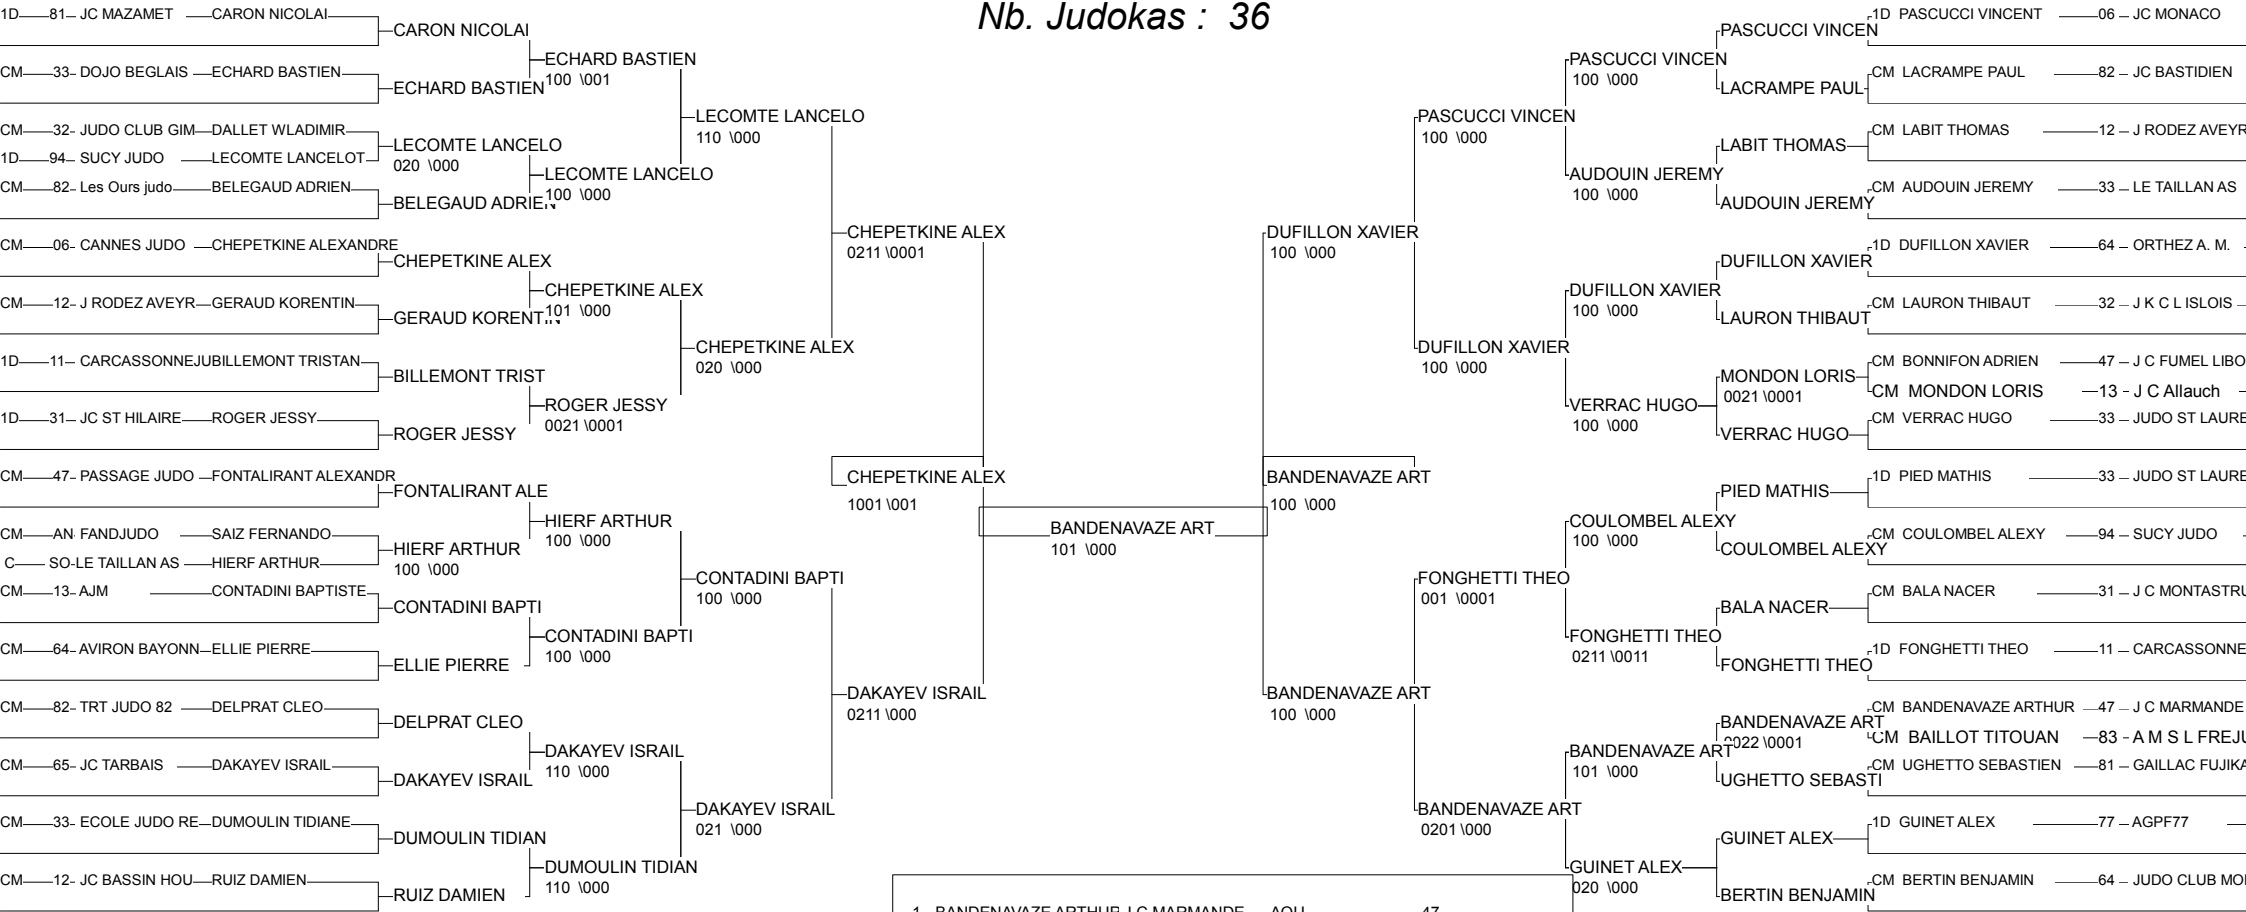 Nb. Judokas : 36
1D 81- JC MAZAMET CARON NICOLAI
CM 33- DOJO BEGLAIS ECHARD BASTIEN
CM 32- JUDO CLUB GIM DALLET WLADIMIR
1D 94- SUCY JUDO LECOMTE LANCELOT
CM 82- Les Ours judo BELEGAUD ADRIEN
CM 06- CANNES JUDO CHEPETKINE ALEXANDRE
CM 12- J RODEZ AVEYR GERAUD KORENTIN
1D 11- CARCASSONNEJU BILLEMONT TRISTAN
1D 31- JC ST HILAIRE ROGER JESSY
CM 47- PASSAGE JUDO FONTALIRANT ALEXANDR
CM AN FANDJUDO SAIZ FERNANDO
C SO-LE TAILLAN AS HIERF ARTHUR
CM 13- AJM CONTADINI BAPTISTE
CM 64- AVIRON BAYONN ELLIE PIERRE
CM 82- TRT JUDO 82 DELPRAT CLEO
CM 65- JC TARBAIS DAKAYEV ISRAIL
CM 33- ECOLE JUDO RE DUMOULIN TIDIANE
CM 12- JC BASSIN HOU RUIZ DAMIEN
CARON NICOLAI
ECHARD BASTIEN
LECOMTE LANCELO
020 \000
BELEGAUD ADRIEN
CHEPETKINE ALEX
GERAUD KORENTIN
BILLEMONT TRIST
ROGER JESSY
FONTALIRANT ALE
HIERF ARTHUR
100 \000
CONTADINI BAPTI
ELLIE PIERRE
DELPRAT CLEO
DAKAYEV ISRAIL
DUMOULIN TIDIAN
RUIZ DAMIEN
ECHARD BASTIEN
100 \001
LECOMTE LANCELO
100 \000
CHEPETKINE ALEX
101 \000
ROGER JESSY
0021 \0001
HIERF ARTHUR
100 \000
CONTADINI BAPTI
100 \000
DAKAYEV ISRAIL
110 \000
DUMOULIN TIDIAN
110 \000
LECOMTE LANCELO
110 \000
CHEPETKINE ALEX
020 \000
CONTADINI BAPTI
100 \000
DAKAYEV ISRAIL
021 \000
CHEPETKINE ALEX
0211 \0001
CHEPETKINE ALEX
1001 \001
DAKAYEV ISRAIL
0211 \000
BANDENAVAZE ART
101 \000
DUFILLON XAVIER
100 \000
BANDENAVAZE ART
100 \000
BANDENAVAZE ART
100 \000
PASCUCCI VINCEN
100 \000
DUFILLON XAVIER
100 \000
FONGHETTI THEO
001 \0001
BANDENAVAZE ART
0201 \000
PASCUCCI VINCEN
100 \000
AUDOUIN JEREMY
100 \000
DUFILLON XAVIER
100 \000
VERRAC HUGO
100 \000
COULOMBEL ALEXY
100 \000
FONGHETTI THEO
0211 \0011
BANDENAVAZE ART
101 \000
GUINET ALEX
020 \000
PASCUCCI VINCEN
LACRAMPE PAUL
LABIT THOMAS
AUDOUIN JEREMY
DUFILLON XAVIER
LAURON THIBAUT
MONDON LORIS
0021 \0001
VERRAC HUGO
PIED MATHIS
COULOMBEL ALEXY
BALA NACER
FONGHETTI THEO
BANDENAVAZE ART
0022 \0001
UGHETTO SEBASTI
GUINET ALEX
BERTIN BENJAMIN
1D PASCUCCI VINCENT 06 – JC MONACO
CM LACRAMPE PAUL 82 – JC BASTIDIEN
CM LABIT THOMAS 12 – J RODEZ AVEYR
CM AUDOUIN JEREMY 33 – LE TAILLAN AS
1D DUFILLON XAVIER 64 – ORTHEZ A. M.
CM LAURON THIBAUT 32 – J K C L ISLOIS
CM BONNIFON ADRIEN 47 – J C FUMEL LIBO
CM MONDON LORIS 13 - J C Allauch
CM VERRAC HUGO 33 – JUDO ST LAURE
1D PIED MATHIS 33 – JUDO ST LAURE
CM COULOMBEL ALEXY 94 – SUCY JUDO
CM BALA NACER 31 – J C MONTASTRU
1D FONGHETTI THEO 11 – CARCASSONNE
CM BANDENAVAZE ARTHUR 47 – J C MARMANDE
CM BAILLOT TITOUAN 83 - A M S L FREJU
CM UGHETTO SEBASTIEN 81 – GAILLAC FUJIKA
1D GUINET ALEX 77 – AGPF77
CM BERTIN BENJAMIN 64 – JUDO CLUB MO
1 BANDENAVAZE ARTHUR J C MARMANDE AQU 47